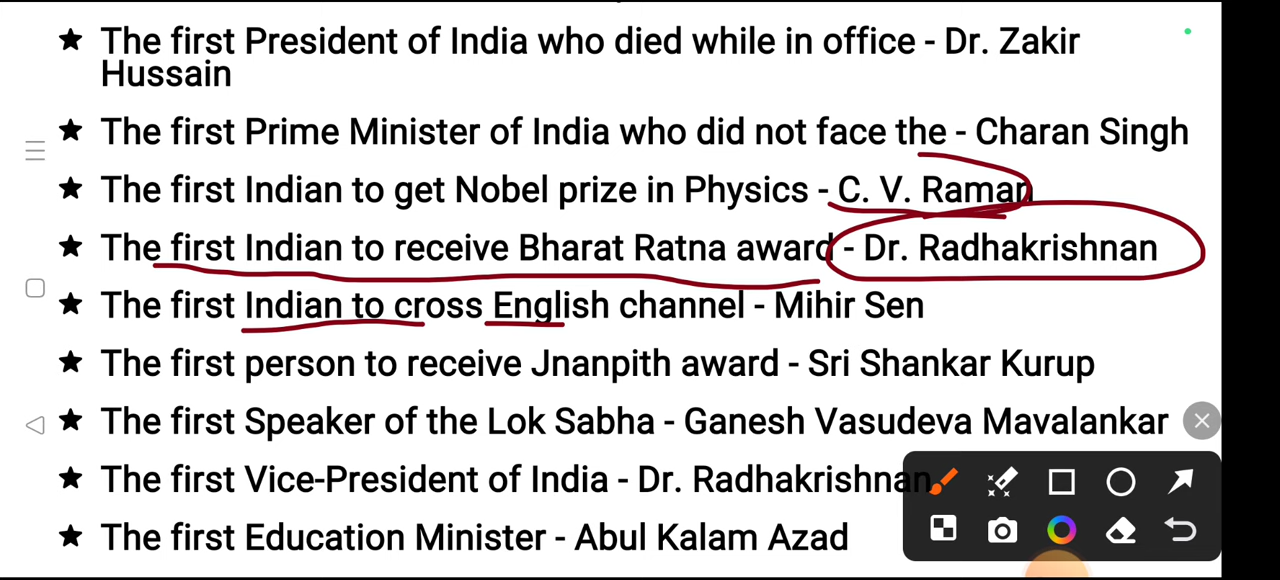 ★ The first President of India who died while in office - Dr. Zakir
Hussain
★ The first Prime Minister of India who did not face the - Charan Singh
★ The first Indian to get Nobel prize in Physics - C. V. Raman
★ The first Indian to receive Bharat Ratna award - Dr. Radhakrishnan
★ The first Indian to cross English channel - Mihir Sen
★ The first person to receive Jnanpith award - Sri Shankar Kurup
★ The first Speaker of the Lok Sabha - Ganesh Vasudeva Mavalankar
★ The first Vice-President of India - Dr. Radhakrishnan
★ The first Education Minister - Abul Kalam Azad